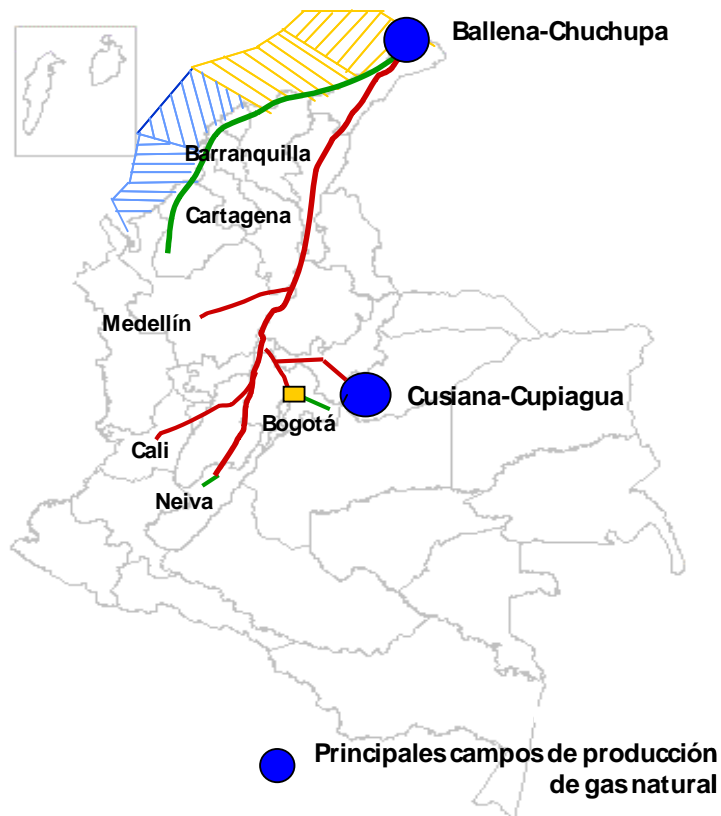 Ballena-Chuchupa
Barranquilla
Cartagena
Medellín
Cusiana-Cupiagua
Bogotá
Cali
Neiva
Principales campos de producción
de gas natural